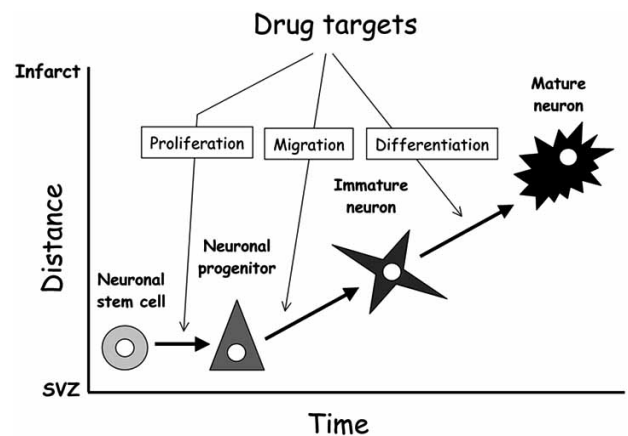 Drug targets
Infarct
Mature
neuron
Proliferation
Migration
Differentiation
Immature
neuron
Distance
Neuronal
progenitor
Neuronal
stem cell
SVZ
Time